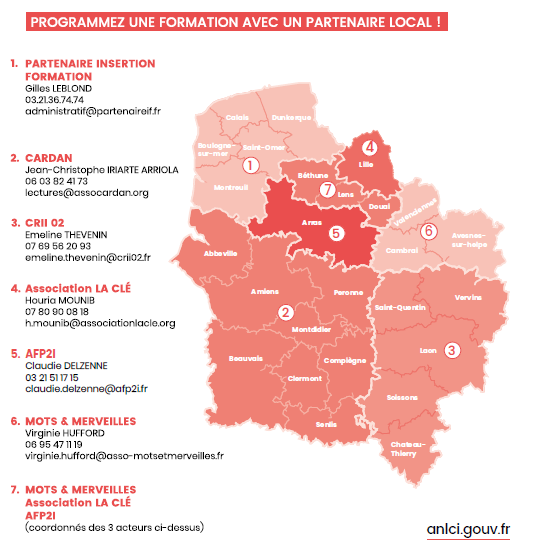 PROGRAMMEZ UNE FORMATION AVEC UN PARTENAIRE LOCAL !
1. PARTENAIRE INSERTION
FORMATION
Gilles LEBLOND
03.21.36.74.74
administratif@partenaireif.fr
2. CARDAN
Jean-Christophe IRIARTE ARRIOLA
06 03 82 41 73
lectures@assocardan.org
3. CRII 02
Emeline THEVENIN
07 69 56 20 93
emeline.thevenin@crii02.fr
4. Association LA CLÉ
Houria MOUNIB
07 80 90 08 18
h.mounib@associationlacle.org
5. AFP2I
Claudie DELZENNE
03 21 51 17 15
claudie.delzenne@afp2i.fr
6. MOTS & MERVEILLES
Virginie HUFFORD
06 95 47 11 19
virginie.hufford@asso-motsetmerveilles.fr
7. MOTS & MERVEILLES
Association LA CLÉ
AFP2I
(coordonnés des 3 acteurs ci-dessus)
Calais
Dunkerque
Boulogne-
sur-mer
Saint-Omer
1
Montreuil
4
Lille
Béthune
7
Lens
Douai
Arras
5
Valenciennes
6
Avesnes-
sur-helpe
Cambrai
Abbeville
Amiens
Peronne
2
Montdidier
Saint-Quentin
Vervins
Beauvais
Compiègne
Laon
3
Clermont
Soissons
Senlis
Chateau-
Thierry
anlci.gouv.fr